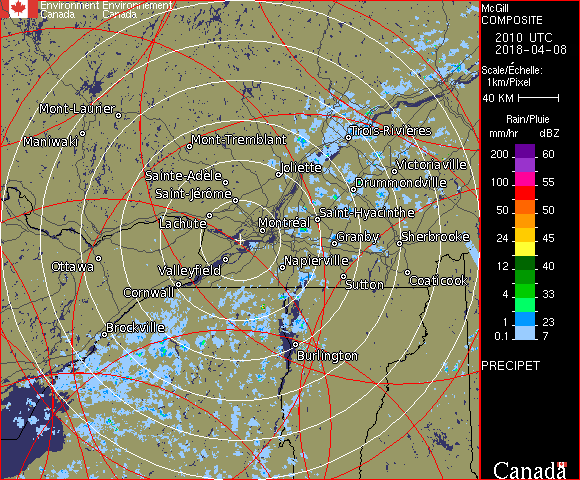 Environment Environnement
Canada Canada
McGill
COMPOSITE
2010 UTC
2018-04-08
Scale/Échelle:
1km/Pixel
40 KM
Rain/Pluie
mm/hr dBZ
200 60
100 55
50 50
24 45
12 40
4 33
1 23
0.1 7
PRECIPET
Canada
Mont-Laurier
Maniwaki
Mont-Tremblant
Trois-Rivières
Joliette
Victoriaville
Sainte-Adèle
Drummondville
Saint-Jérôme
Lachute
Saint-Hyacinthe
Montréal
Granby
Sherbrooke
Ottawa
Valleyfield
Napierville
Cornwall
Sutton
Coaticook
Brockville
Burlington